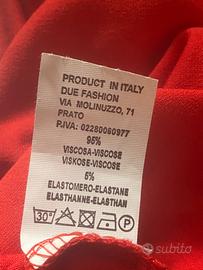 PRODUCT IN ITALY
DUE FASHION
VIA MOLINUZZO, 71
PRATO
P.IVA: 02280080977
95%
VISCOSA-VISCOSE
VISKOSE-VISCOSE
5%
ELASTOMERO-ELASTANE
ELASTHANNE-ELASTHAN
30°
subito